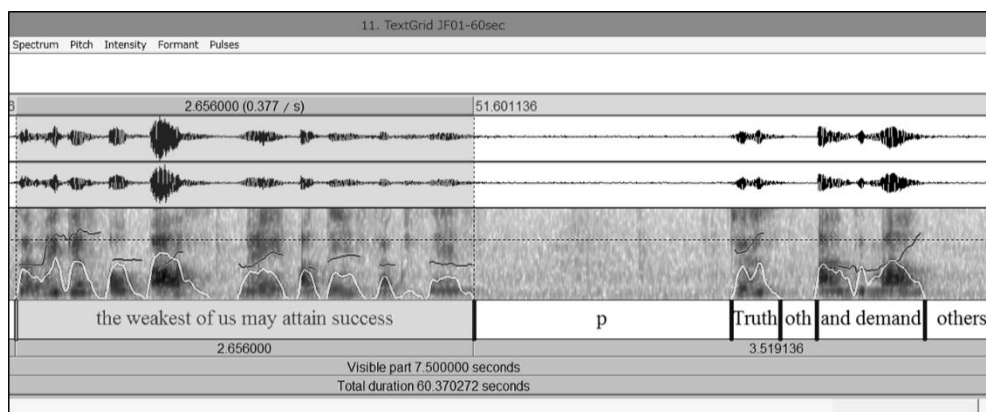 11. TextGrid JF01-60sec
Spectrum Pitch Intensity Formant Pulses
6 2.656000 (0.377 / s) 51.601136
the weakest of us may attain success p Truth oth and demand others
2.656000 3.519136
Visible part 7.500000 seconds
Total duration 60.370272 seconds